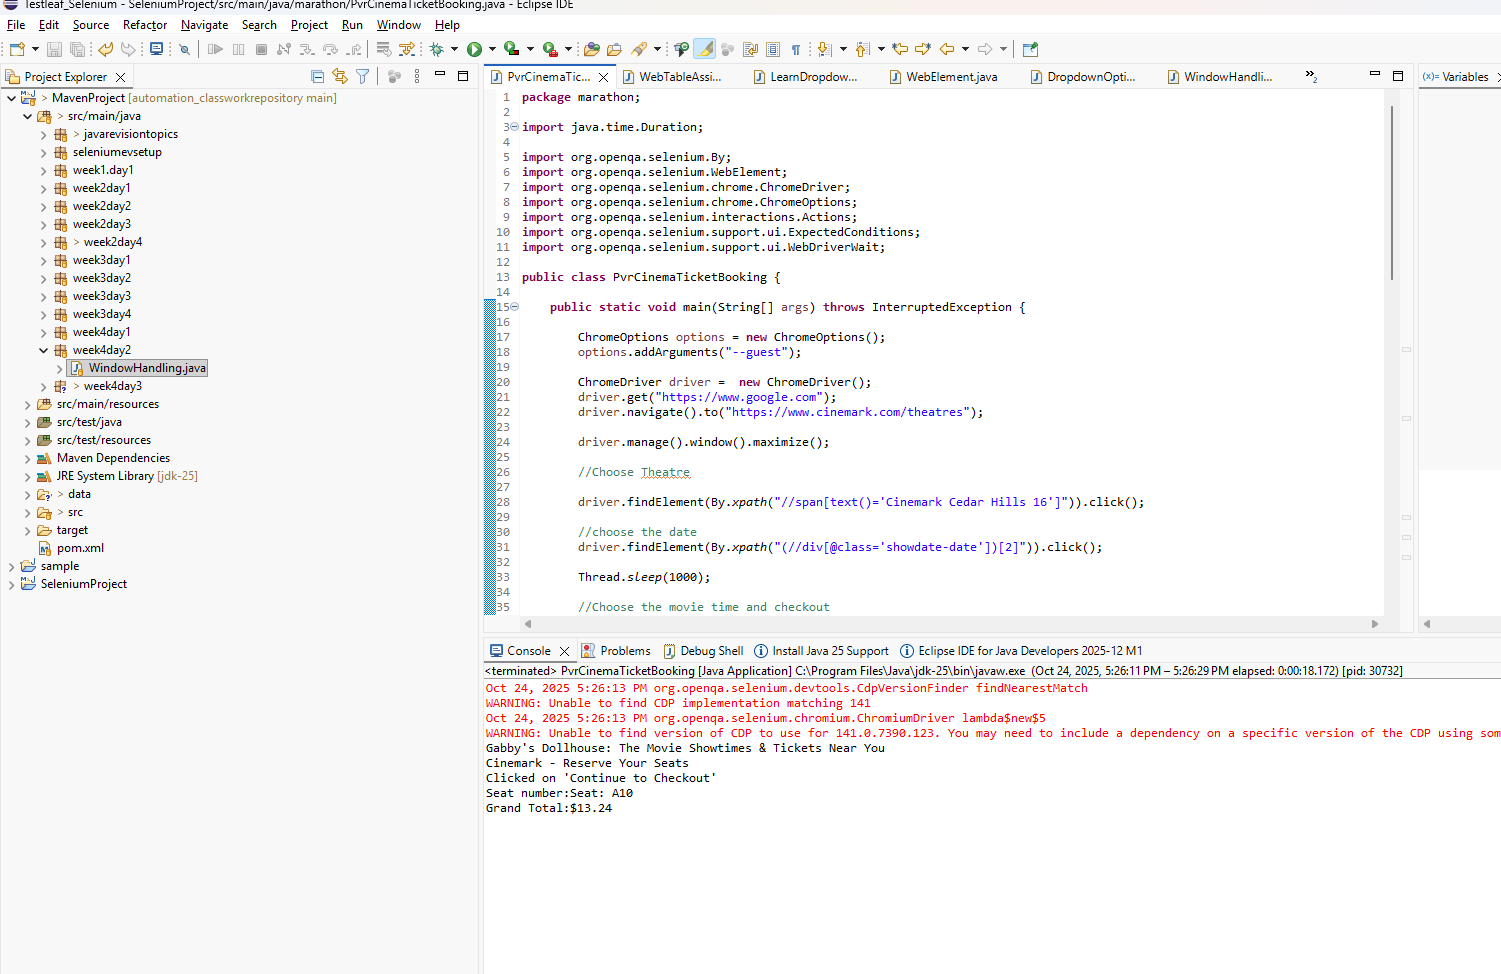 Testleaf_Selenium - SeleniumProject/src/main/java/marathon/PvrCinemaTicketBooking.java - Eclipse IDE
File Edit Source Refactor Navigate Search Project Run Window Help
Project Explorer
> MavenProject [automation_classworkrepository main]
> src/main/java
> javarevisiontopics
seleniumevsetup
week1.day1
week2day1
week2day2
week2day3
> week2day4
week3day1
week3day2
week3day3
week3day4
week4day1
week4day2
WindowHandling.java
> week4day3
src/main/resources
src/test/java
src/test/resources
Maven Dependencies
JRE System Library [jdk-25]
> data
> src
target
pom.xml
sample
SeleniumProject
PvrCinemaTic... WebTableAssi... LearnDropdow... WebElement.java DropdownOpti... WindowHandli... »2
1 package marathon;
2
3 import java.time.Duration;
4
5 import org.openqa.selenium.By;
6 import org.openqa.selenium.WebElement;
7 import org.openqa.selenium.chrome.ChromeDriver;
8 import org.openqa.selenium.chrome.ChromeOptions;
9 import org.openqa.selenium.interactions.Actions;
10 import org.openqa.selenium.support.ui.ExpectedConditions;
11 import org.openqa.selenium.support.ui.WebDriverWait;
12
13 public class PvrCinemaTicketBooking {
14
15 public static void main(String[] args) throws InterruptedException {
16
17 ChromeOptions options = new ChromeOptions();
18 options.addArguments("--guest");
19
20 ChromeDriver driver = new ChromeDriver();
21 driver.get("https://www.google.com");
22 driver.navigate().to("https://www.cinemark.com/theatres");
23
24 driver.manage().window().maximize();
25
26 //Choose Theatre
27
28 driver.findElement(By.xpath("//span[text()='Cinemark Cedar Hills 16']")).click();
29
30 //choose the date
31 driver.findElement(By.xpath("(//div[@class='showdate-date'])[2]")).click();
32
33 Thread.sleep(1000);
34
35 //Choose the movie time and checkout
(x)= Variables
Console Problems Debug Shell Install Java 25 Support Eclipse IDE for Java Developers 2025-12 M1
<terminated> PvrCinemaTicketBooking [Java Application] C:\Program Files\Java\jdk-25\bin\javaw.exe (Oct 24, 2025, 5:26:11 PM – 5:26:29 PM elapsed: 0:00:18.172) [pid: 30732]
Oct 24, 2025 5:26:13 PM org.openqa.selenium.devtools.CdpVersionFinder findNearestMatch
WARNING: Unable to find CDP implementation matching 141
Oct 24, 2025 5:26:13 PM org.openqa.selenium.chromium.ChromiumDriver lambda$new$5
WARNING: Unable to find version of CDP to use for 141.0.7390.123. You may need to include a dependency on a specific version of the CDP using som
Gabby's Dollhouse: The Movie Showtimes & Tickets Near You
Cinemark - Reserve Your Seats
Clicked on 'Continue to Checkout'
Seat number:Seat: A10
Grand Total:$13.24